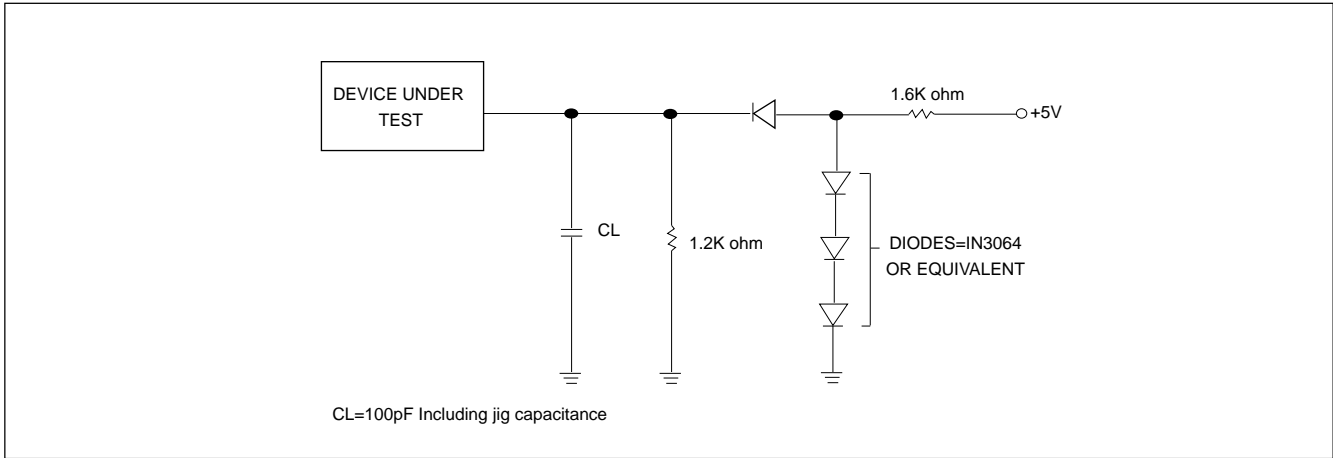 DEVICE UNDER
TEST
1.6K ohm
+5V
CL
1.2K ohm
DIODES=IN3064
OR EQUIVALENT
CL=100pF Including jig capacitance